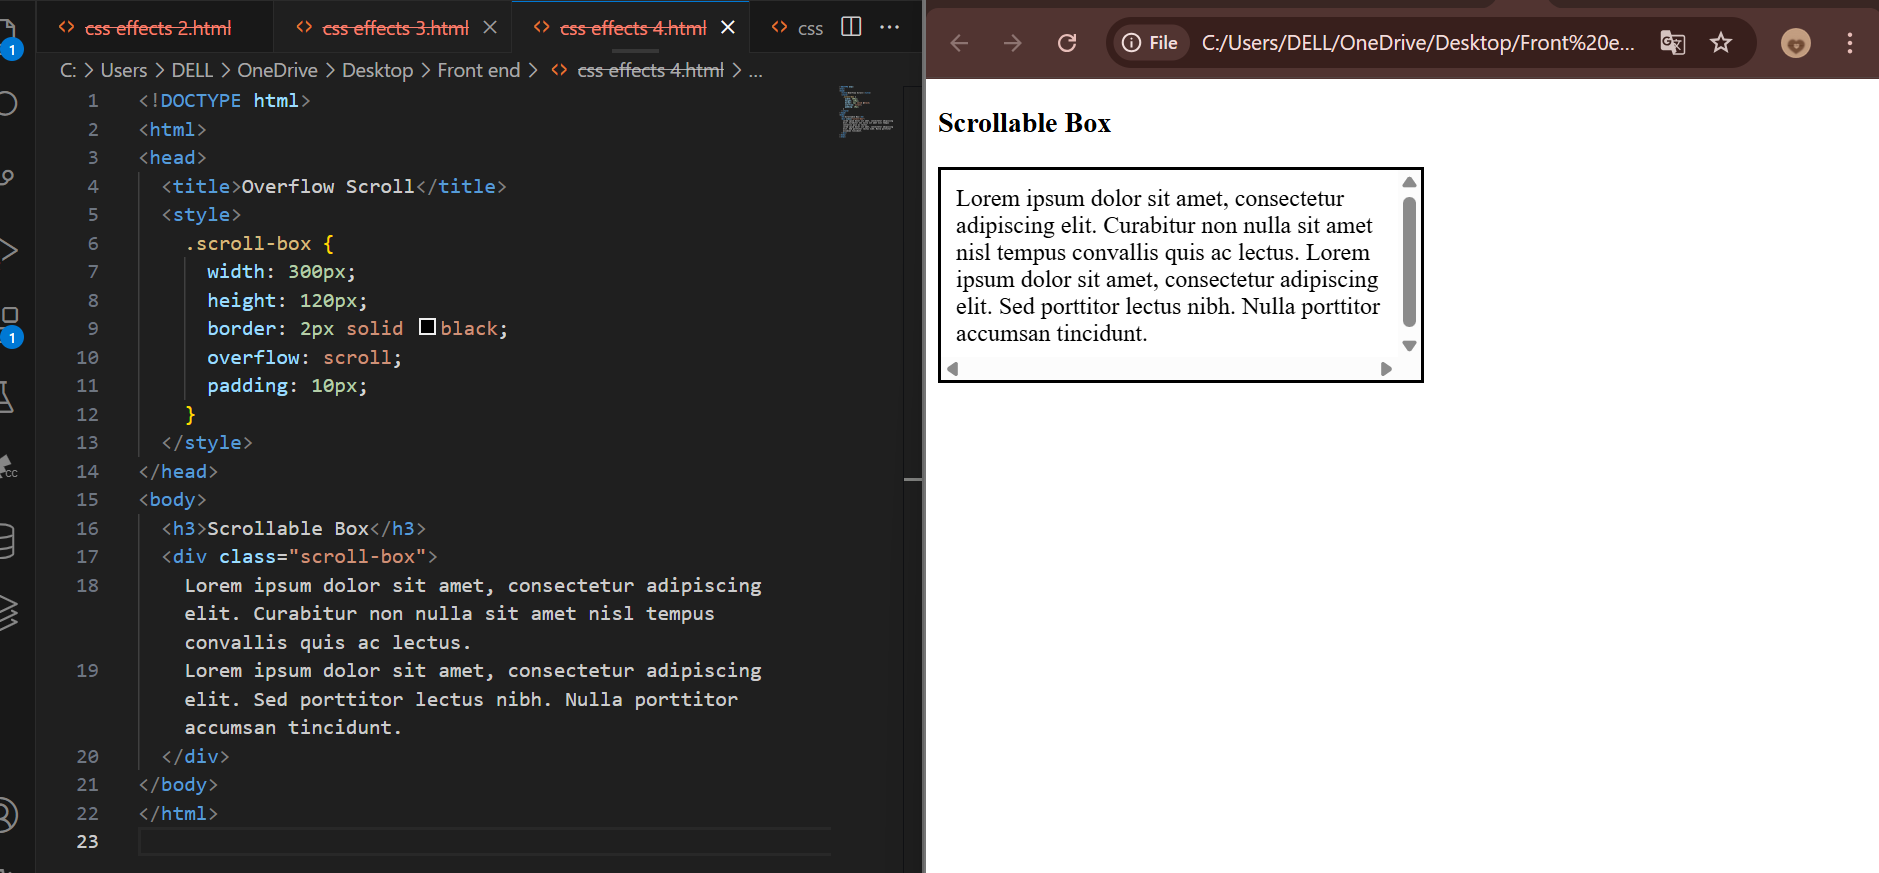 css effects 2.html css effects 3.html css effects 4.html css
C: > Users > DELL > OneDrive > Desktop > Front end > css effects 4.html > ...
1 <!DOCTYPE html>
2 <html>
3 <head>
4 <title>Overflow Scroll</title>
5 <style>
6 .scroll-box {
7 width: 300px;
8 height: 120px;
9 border: 2px solid black;
10 overflow: scroll;
11 padding: 10px;
12 }
13 </style>
14 </head>
15 <body>
16 <h3>Scrollable Box</h3>
17 <div class="scroll-box">
18 Lorem ipsum dolor sit amet, consectetur adipiscing
elit. Curabitur non nulla sit amet nisl tempus
convallis quis ac lectus.
19 Lorem ipsum dolor sit amet, consectetur adipiscing
elit. Sed porttitor lectus nibh. Nulla porttitor
accumsan tincidunt.
20 </div>
21 </body>
22 </html>
23
1
1
CC
File C:/Users/DELL/OneDrive/Desktop/Front%20e...
Scrollable Box
Lorem ipsum dolor sit amet, consectetur
adipiscing elit. Curabitur non nulla sit amet
nisl tempus convallis quis ac lectus. Lorem
ipsum dolor sit amet, consectetur adipiscing
elit. Sed porttitor lectus nibh. Nulla porttitor
accumsan tincidunt.